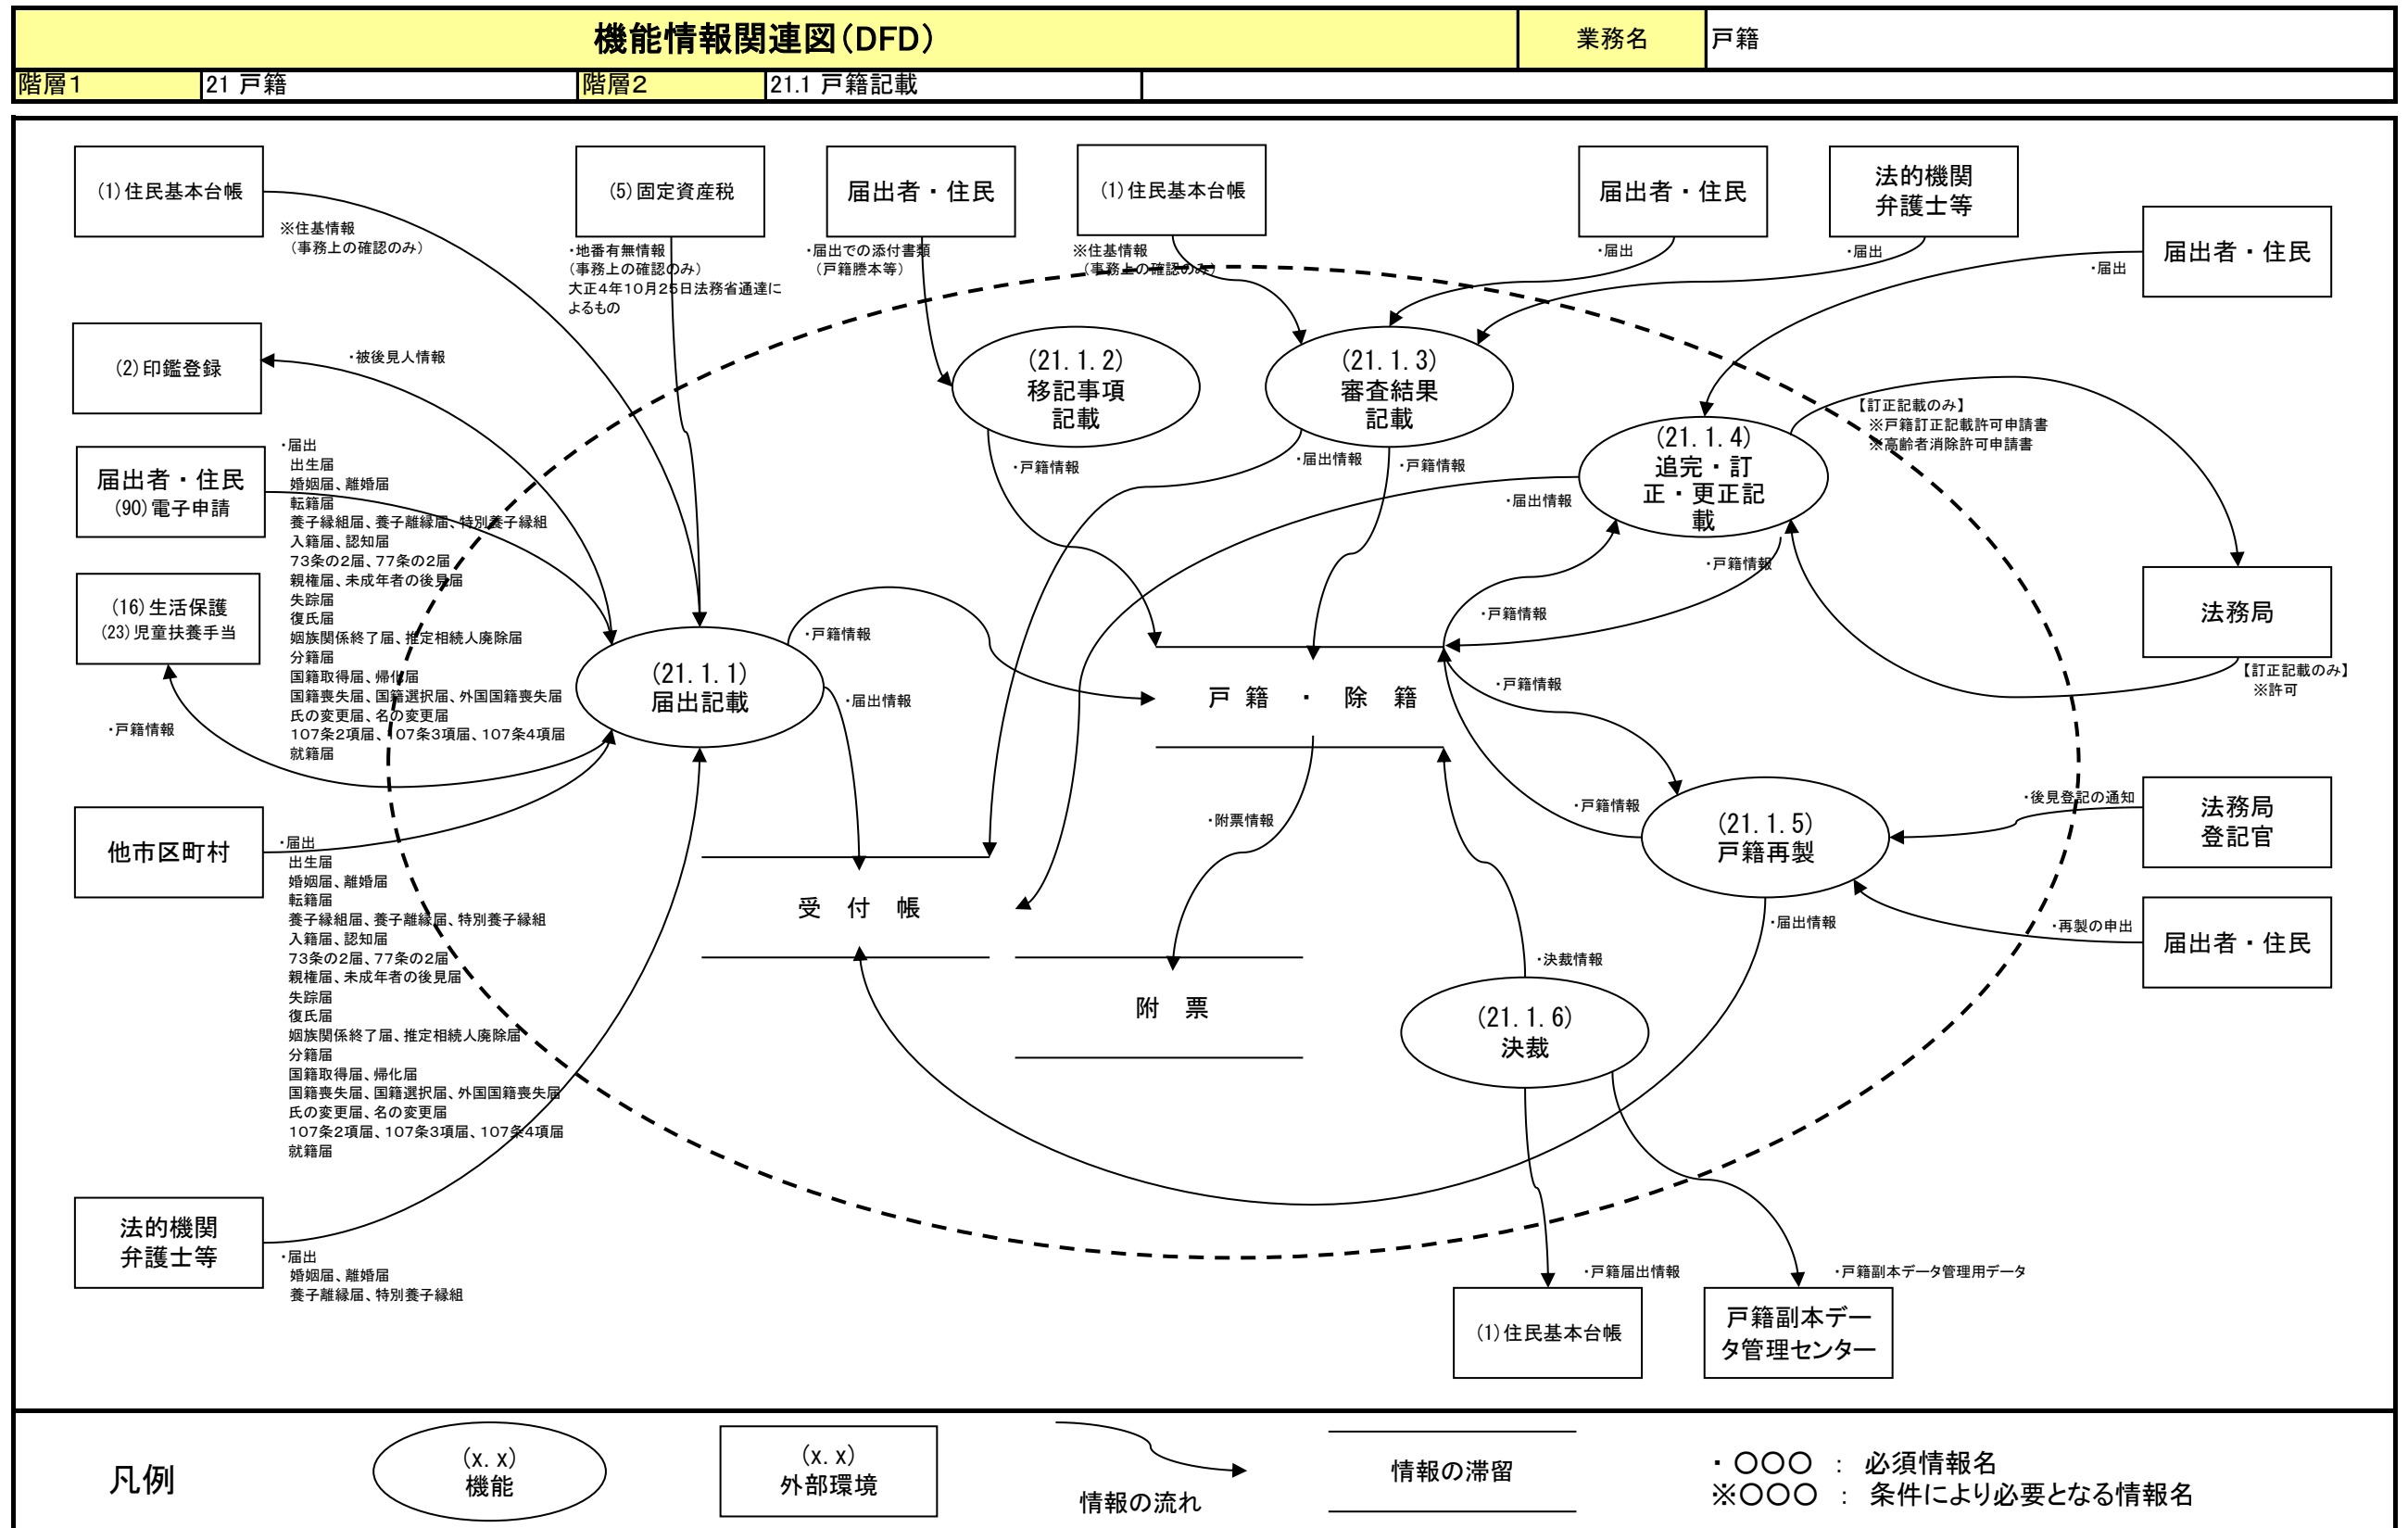 機能情報関連図(DFD)
業務名
戸籍
階層1
21 戸籍
階層2
21.1 戸籍記載
(1)住民基本台帳
※住基情報
(事務上の確認のみ)
(5)固定資産税
・地番有無情報
(事務上の確認のみ)
大正4年10月25日法務省通達に
よるもの
届出者・住民
・届出での添付書類
(戸籍謄本等)
(1)住民基本台帳
※住基情報
(事務上の確認のみ)
届出者・住民
・届出
法的機関
弁護士等
・届出
届出者・住民
・届出
(2)印鑑登録
・被後見人情報
(21.1.2)
移記事項
記載
・戸籍情報
(21.1.3)
審査結果
記載
・届出情報
・戸籍情報
(21.1.4)
追完・訂
正・更正記
載
・届出情報
・戸籍情報
・戸籍情報
【訂正記載のみ】
※戸籍訂正記載許可申請書
※高齢者消除許可申請書
届出者・住民
(90)電子申請
・届出
出生届
婚姻届、離婚届
転籍届
養子縁組届、養子離縁届、特別養子縁組
入籍届、認知届
73条の2届、77条の2届
親権届、未成年者の後見届
失踪届
復氏届
姻族関係終了届、推定相続人廃除届
分籍届
国籍取得届、帰化届
国籍喪失届、国籍選択届、外国国籍喪失届
氏の変更届、名の変更届
107条2項届、107条3項届、107条4項届
就籍届
(16)生活保護
(23)児童扶養手当
・戸籍情報
(21.1.1)
届出記載
・戸籍情報
・届出情報
戸 籍 ・ 除 籍
・戸籍情報
法務局
【訂正記載のみ】
※許可
他市区町村
・届出
出生届
婚姻届、離婚届
転籍届
養子縁組届、養子離縁届、特別養子縁組
入籍届、認知届
73条の2届、77条の2届
親権届、未成年者の後見届
失踪届
復氏届
姻族関係終了届、推定相続人廃除届
分籍届
国籍取得届、帰化届
国籍喪失届、国籍選択届、外国国籍喪失届
氏の変更届、名の変更届
107条2項届、107条3項届、107条4項届
就籍届
・附票情報
・戸籍情報
(21.1.5)
戸籍再製
・後見登記の通知
法務局
登記官
受 付 帳
・届出情報
・再製の申出
届出者・住民
附 票
・決裁情報
(21.1.6)
決裁
法的機関
弁護士等
・届出
婚姻届、離婚届
養子離縁届、特別養子縁組
・戸籍届出情報
(1)住民基本台帳
・戸籍副本データ管理用データ
戸籍副本デー
タ管理センター
凡例
(x.x)
機能
(x.x)
外部環境
情報の流れ
情報の滞留
・〇〇〇 : 必須情報名
※〇〇〇 : 条件により必要となる情報名